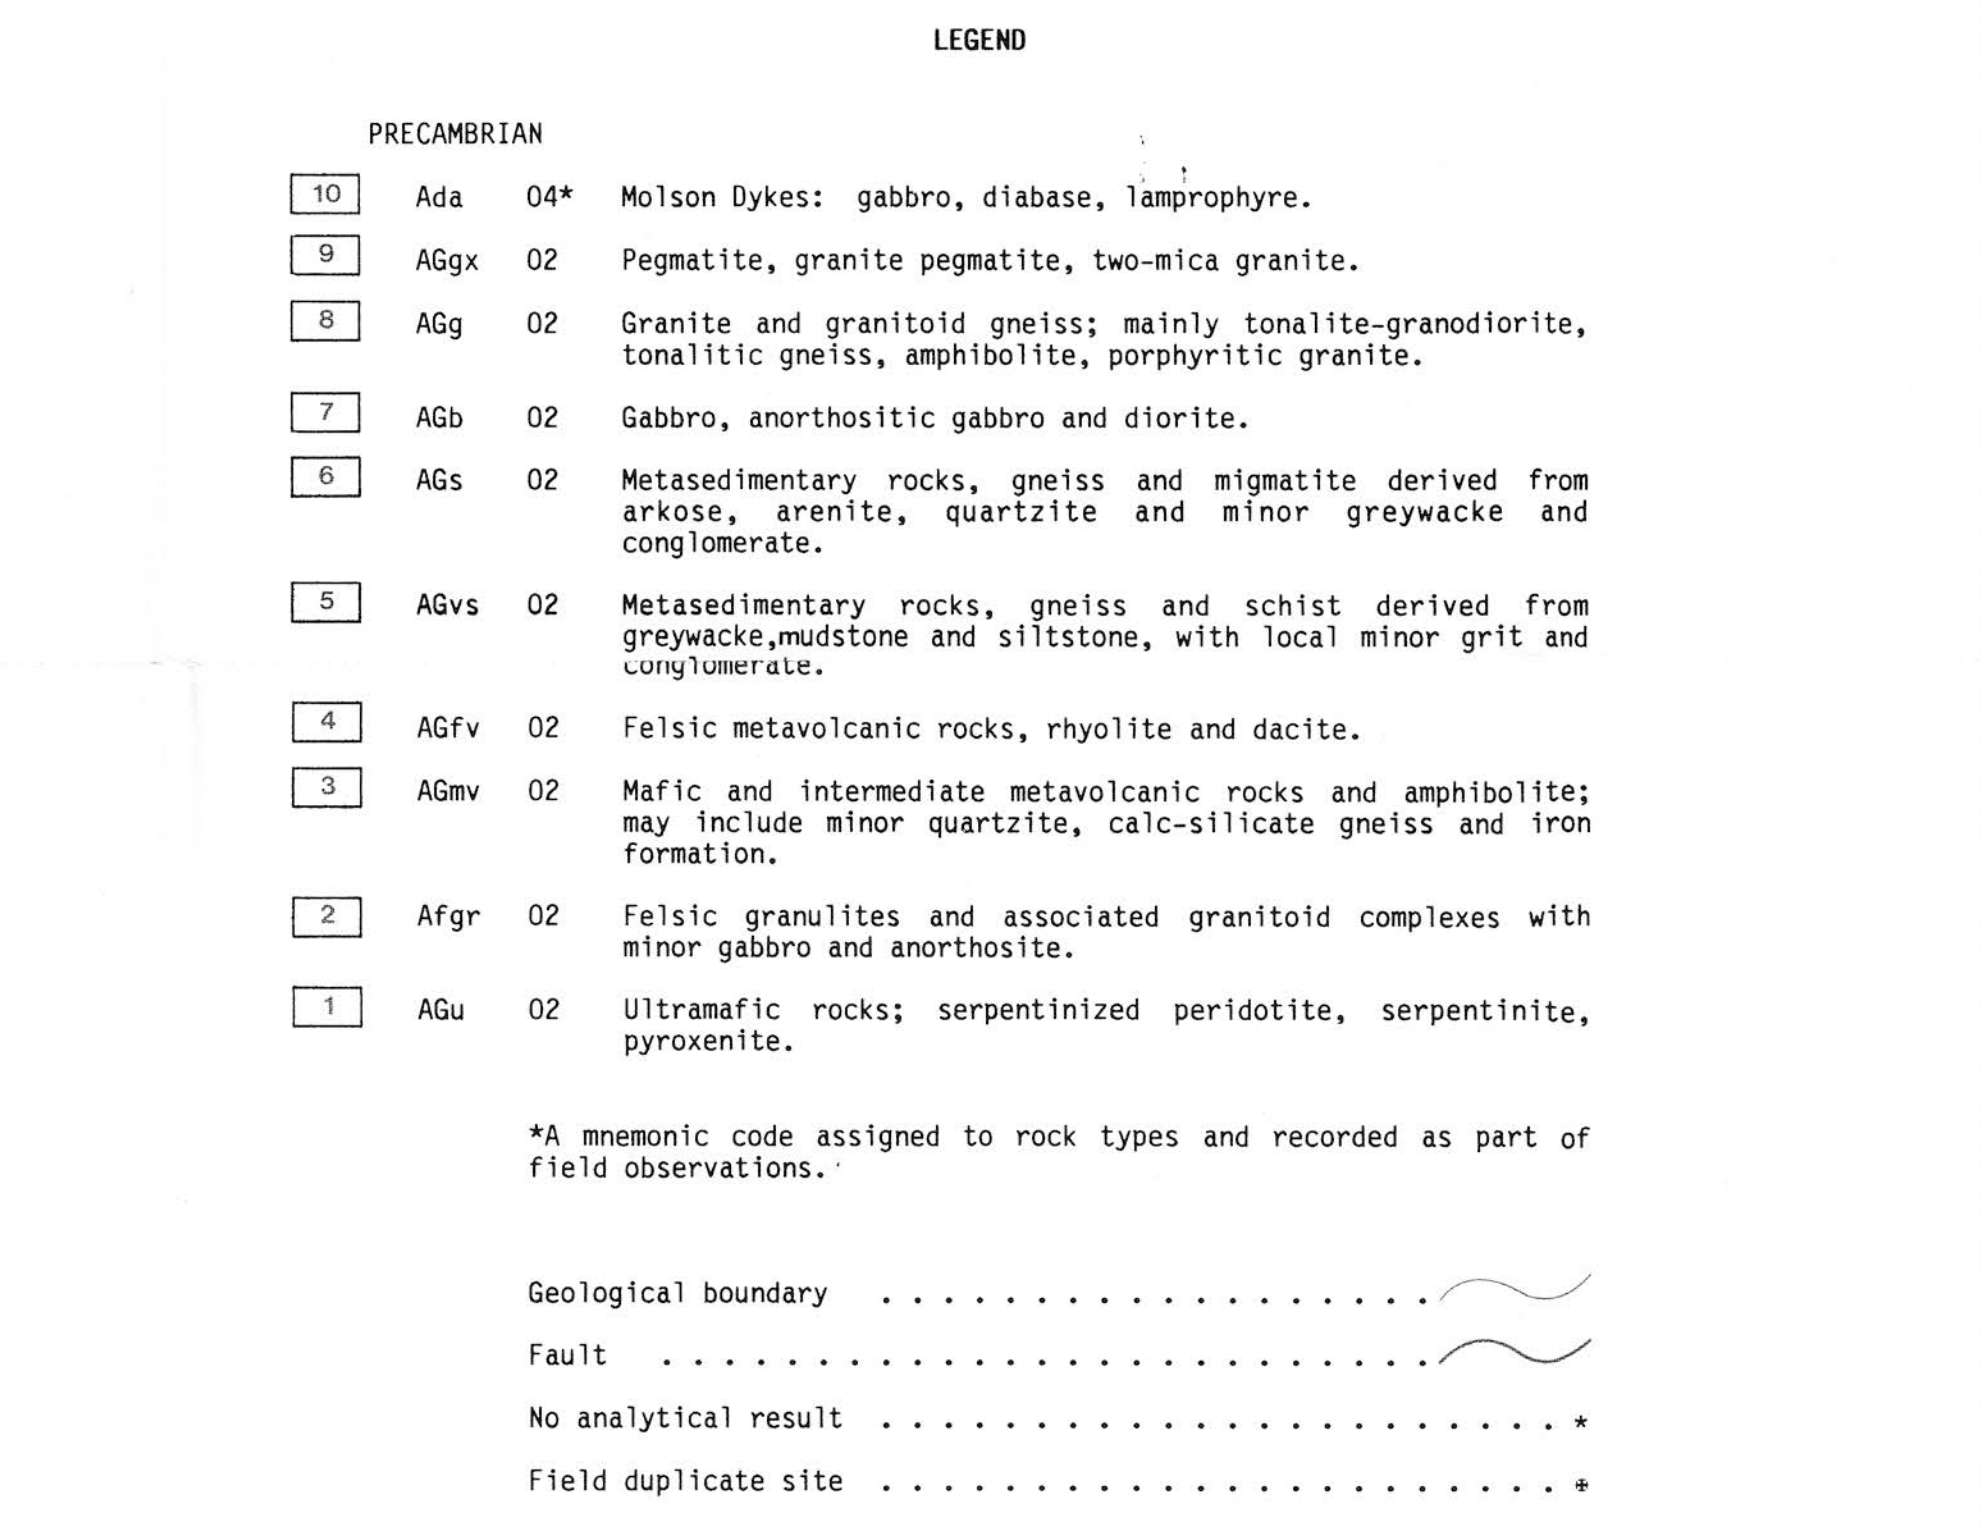 LEGEND
PRECAMBRIAN
10 Ada 04* Molson Dykes: gabbro, diabase, lamprophyre.
9 AGgx 02 Pegmatite, granite pegmatite, two-mica granite.
8 AGg 02 Granite and granitoid gneiss; mainly tonalite-granodiorite,
tonalitic gneiss, amphibolite, porphyritic granite.
7 AGb 02 Gabbro, anorthositic gabbro and diorite.
6 AGs 02 Metasedimentary rocks, gneiss and migmatite derived from
arkose, arenite, quartzite and minor greywacke and
conglomerate.
5 AGvs 02 Metasedimentary rocks, gneiss and schist derived from
greywacke,mudstone and siltstone, with local minor grit and
conglomerate.
4 AGfv 02 Felsic metavolcanic rocks, rhyolite and dacite.
3 AGmv 02 Mafic and intermediate metavolcanic rocks and amphibolite;
may include minor quartzite, calc-silicate gneiss and iron
formation.
2 Afgr 02 Felsic granulites and associated granitoid complexes with
minor gabbro and anorthosite.
1 AGu 02 Ultramafic rocks; serpentinized peridotite, serpentinite,
pyroxenite.
*A mnemonic code assigned to rock types and recorded as part of
field observations.
Geological boundary . . . . . . . . . . . . . . . . . .
Fault . . . . . . . . . . . . . . . . . . . . . . . . .
No analytical result . . . . . . . . . . . . . . . . . . . . . . *
Field duplicate site . . . . . . . . . . . . . . . . . . . . . . ✠